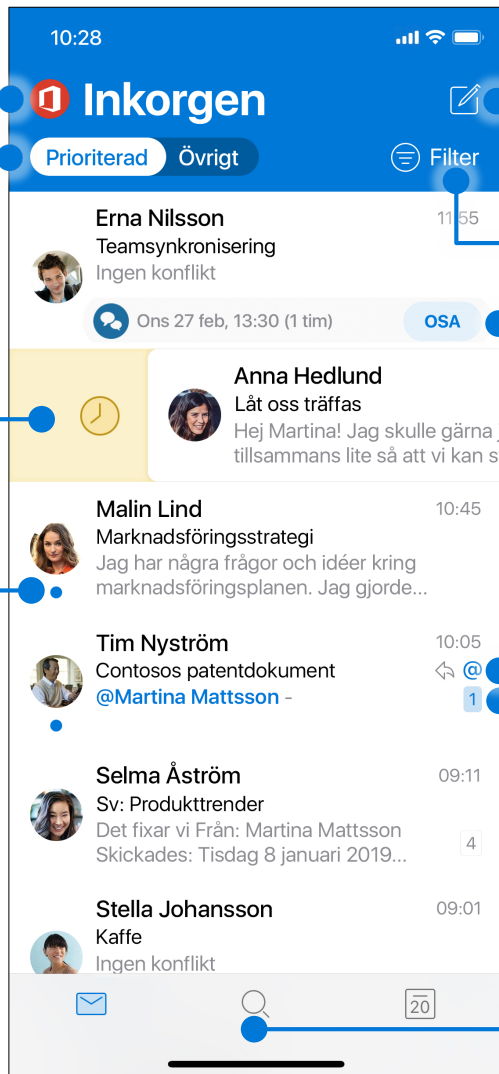 10:28
Inkorgen
Prioriterad Övrigt Filter
Erna Nilsson 11:55
Teamsynkronisering
Ingen konflikt
Ons 27 feb, 13:30 (1 tim) OSA
Anna Hedlund
Låt oss träffas
Hej Martina! Jag skulle gärna
tillsammans lite så att vi kan
Malin Lind 10:45
Marknadsföringsstrategi
Jag har några frågor och idéer kring
marknadsföringsplanen. Jag gjorde...
Tim Nyström 10:05
Contosos patentdokument @
@Martina Mattsson - 1
Selma Åström 09:11
Sv: Produkttrender
Det fixar vi Från: Martina Mattsson
Skickades: Tisdag 8 januari 2019... 4
Stella Johansson 09:01
Kaffe
Ingen konflikt
20